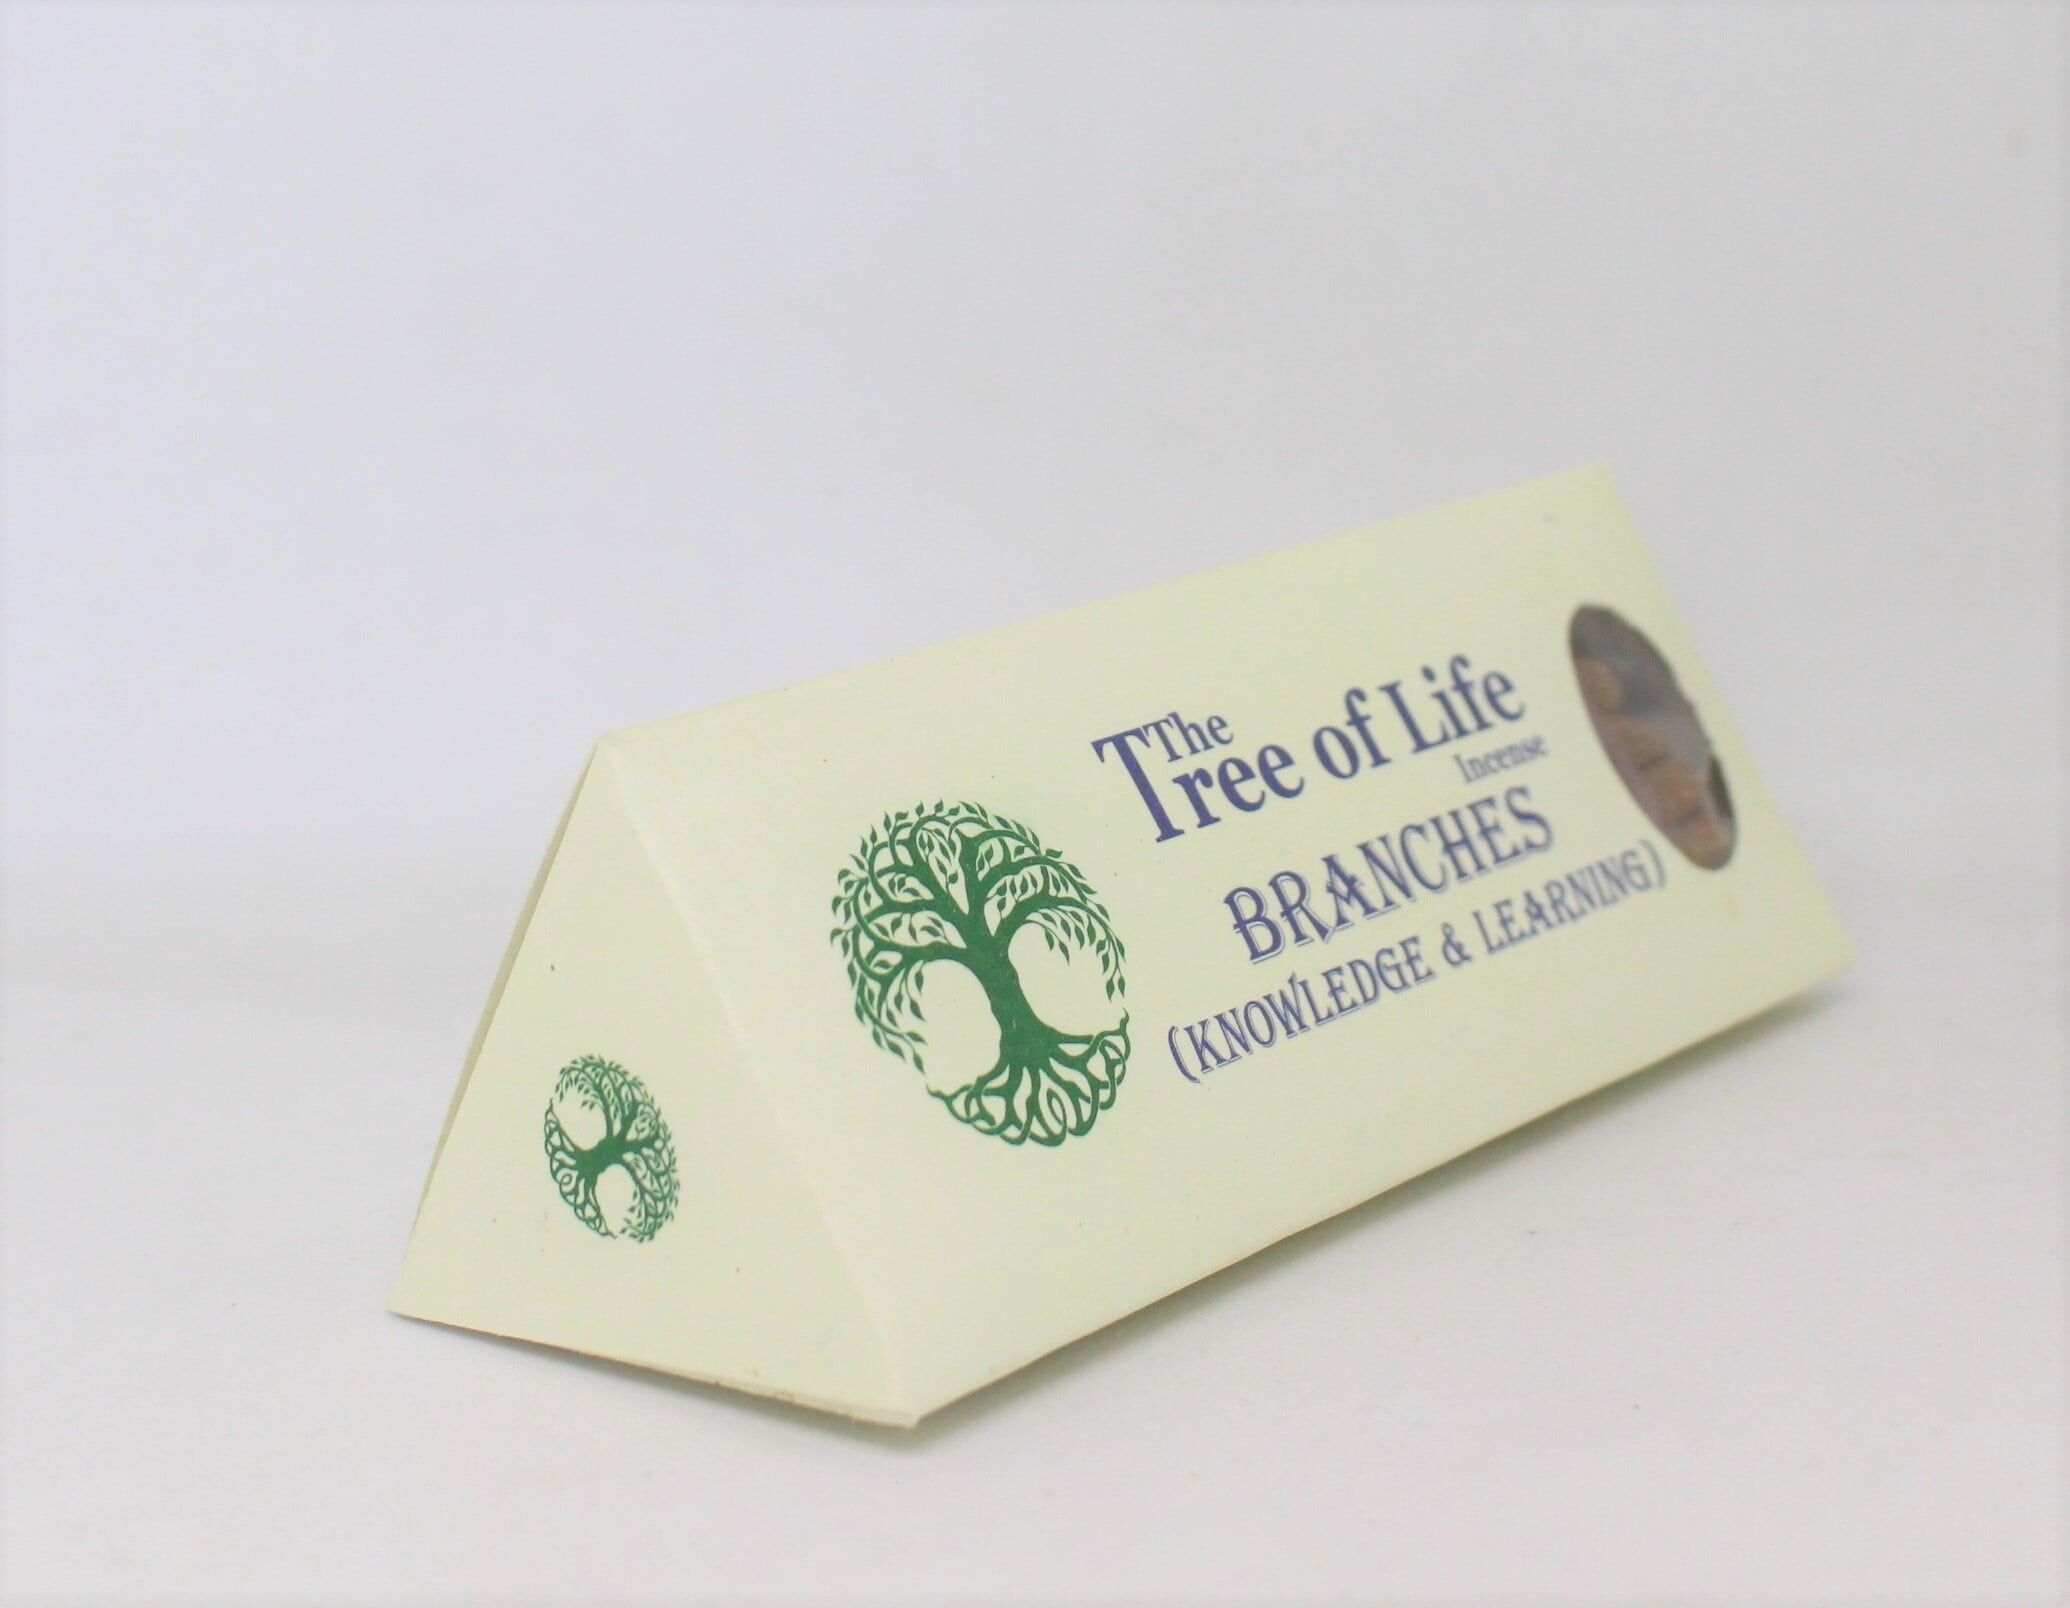 The
Tree of Life
Incense
BRANCHES
(KNOWLEDGE & LEARNING)